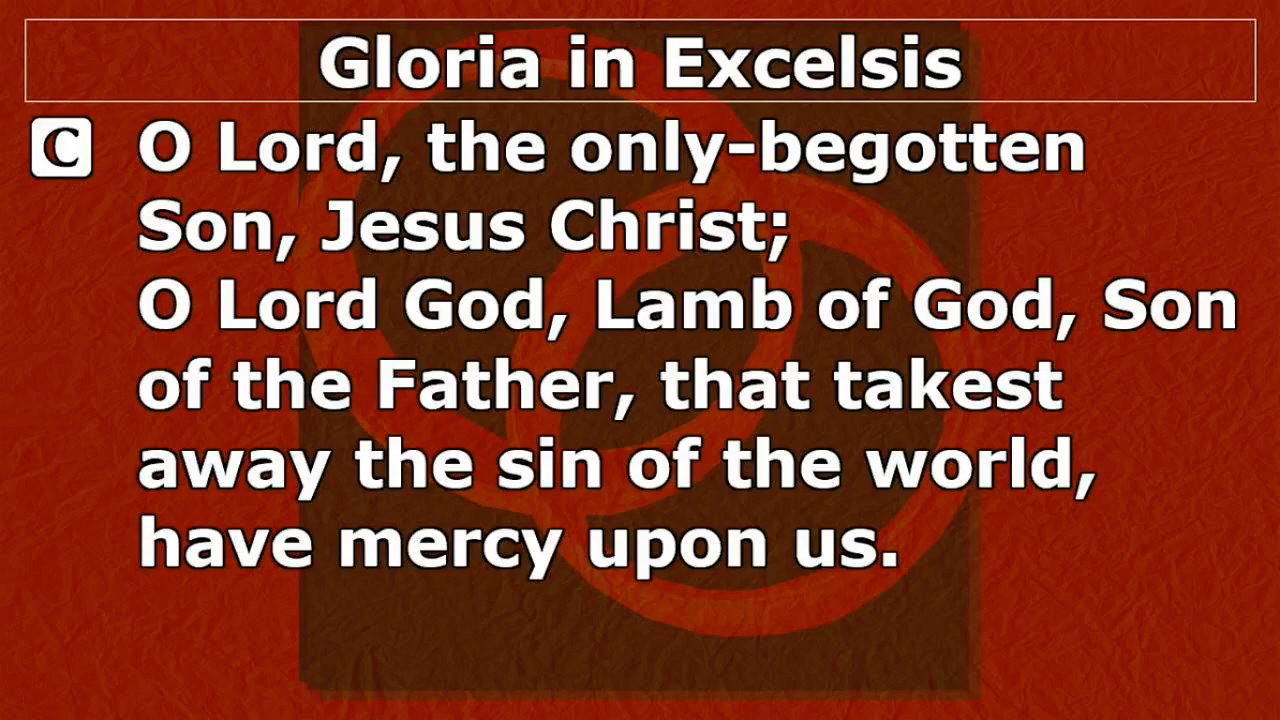 Gloria in Excelsis
C O Lord, the only-begotten
Son, Jesus Christ;
O Lord God, Lamb of God, Son
of the Father, that takest
away the sin of the world,
have mercy upon us.